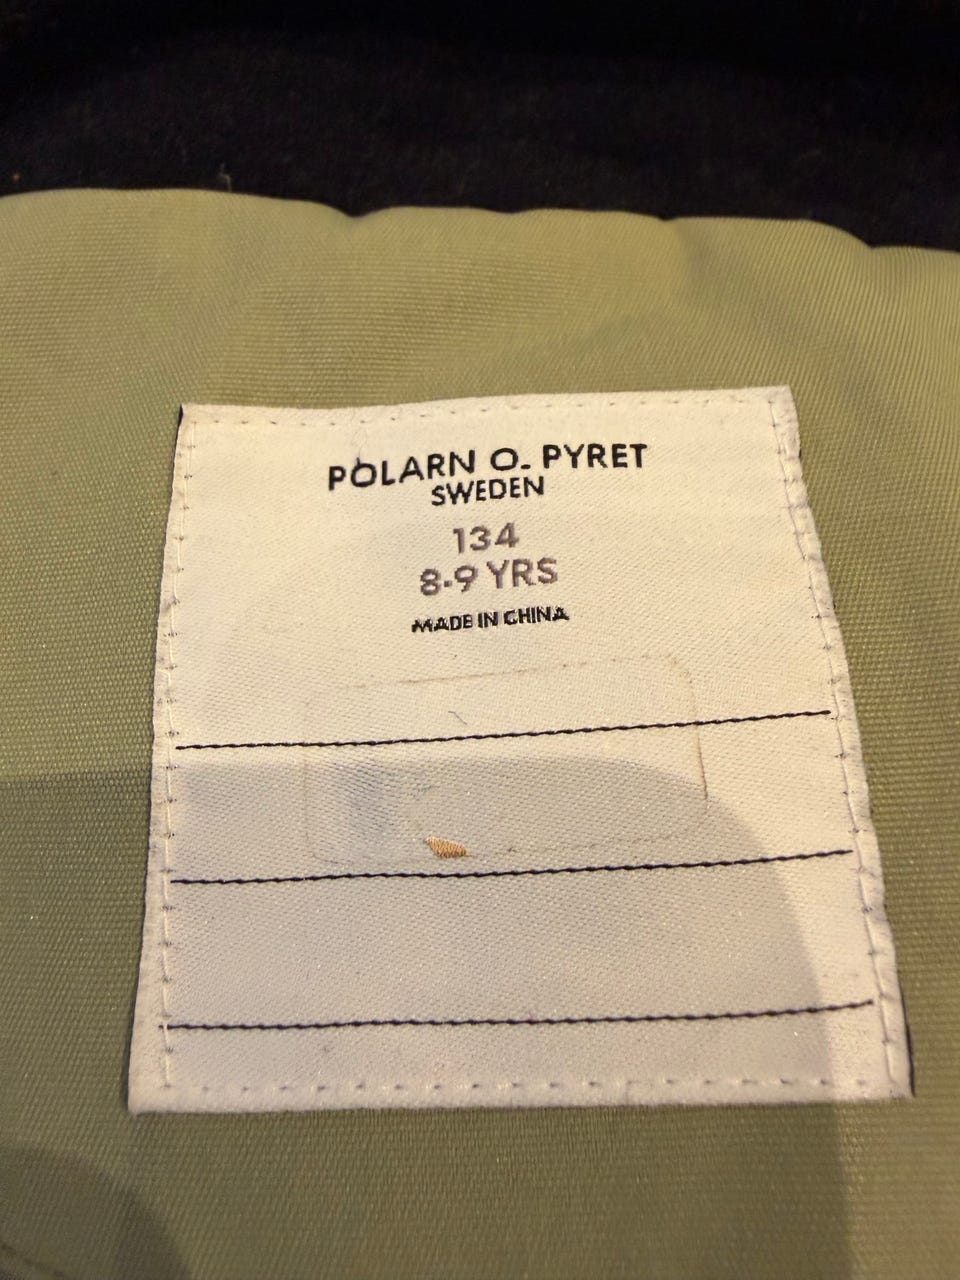 POLARN O. PYRET
SWEDEN
134
8-9 YRS
MADE IN CHINA